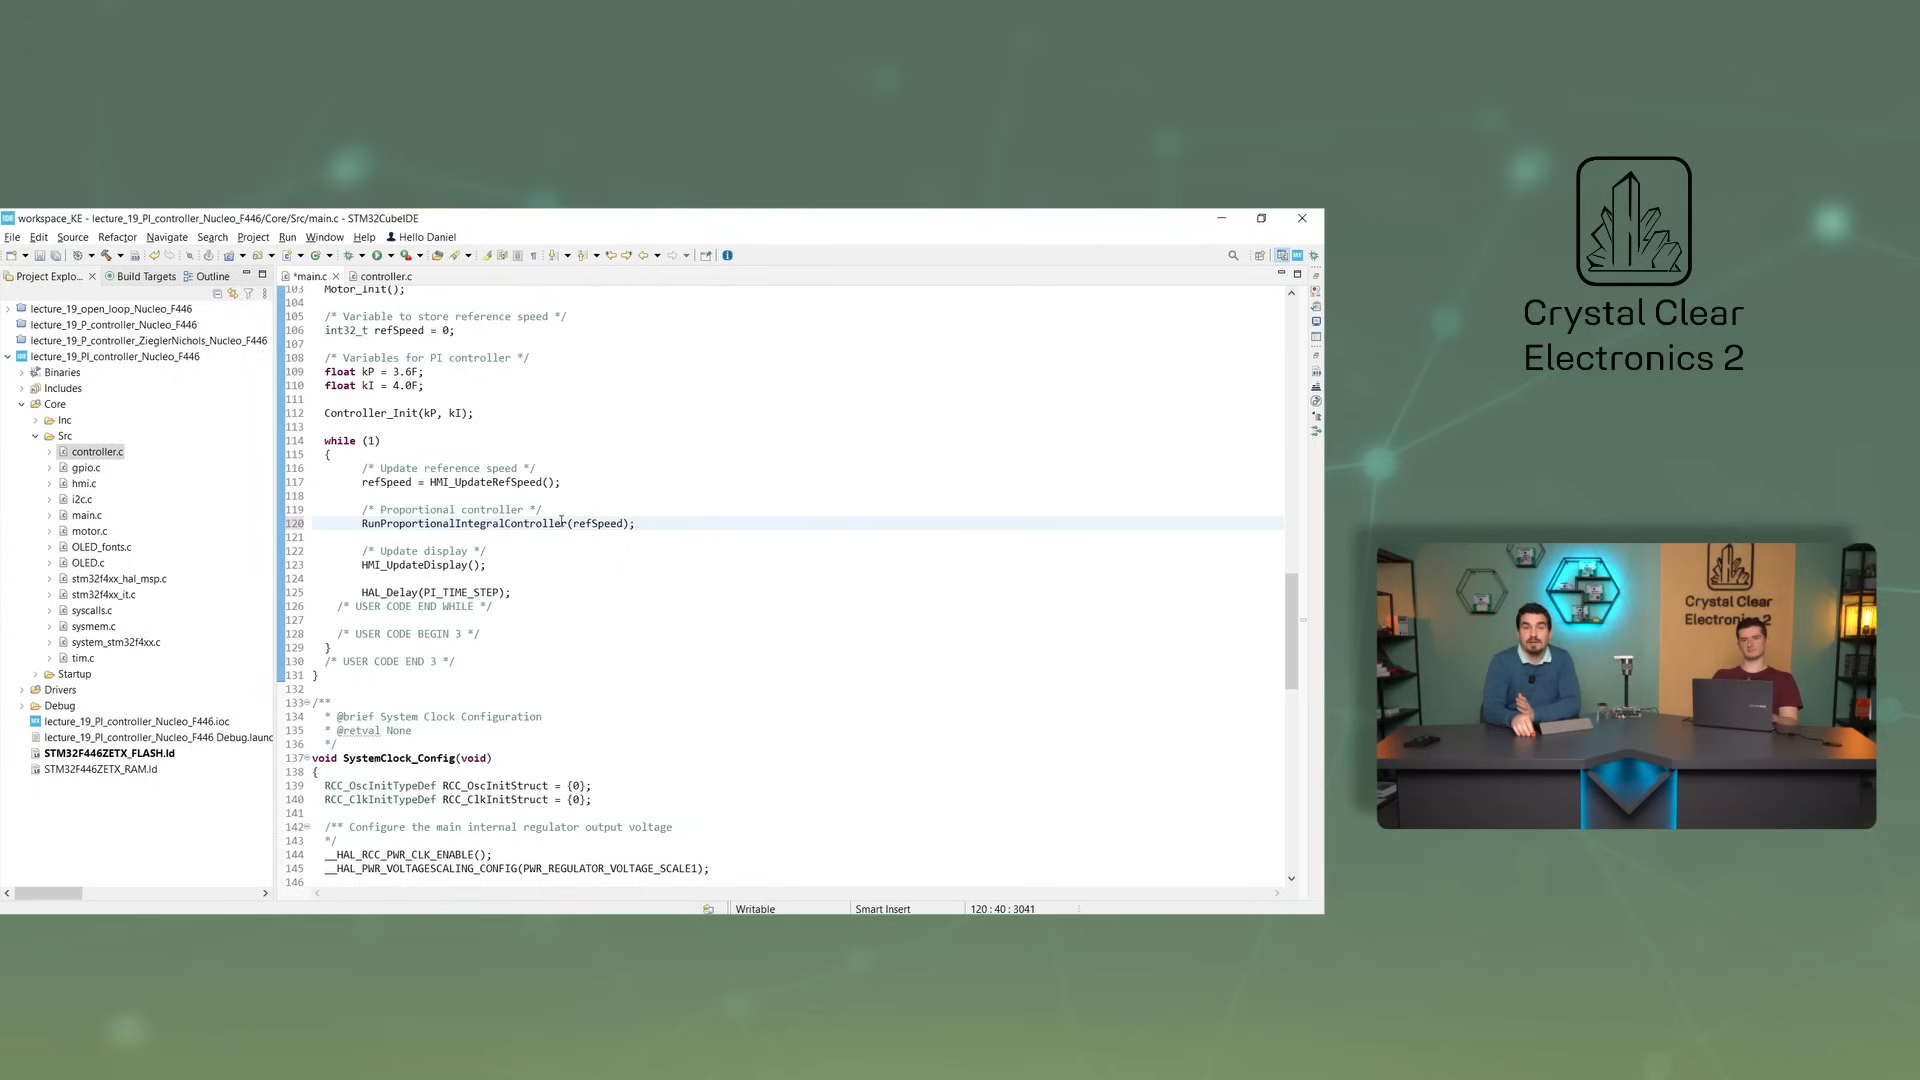 workspace_KE - lecture_19_PI_controller_Nucleo_F446/Core/Src/main.c - STM32CubeIDE
File Edit Source Refactor Navigate Search Project Run Window Help Hello Daniel
Project Explo... Build Targets Outline
*main.c controller.c
lecture_19_open_loop_Nucleo_F446
lecture_19_P_controller_Nucleo_F446
lecture_19_P_controller_ZieglerNichols_Nucleo_F446
lecture_19_PI_controller_Nucleo_F446
Binaries
Includes
Core
Inc
Src
controller.c
gpio.c
hmi.c
i2c.c
main.c
motor.c
OLED_fonts.c
OLED.c
stm32f4xx_hal_msp.c
stm32f4xx_it.c
syscalls.c
sysmem.c
system_stm32f4xx.c
tim.c
Startup
Drivers
Debug
lecture_19_PI_controller_Nucleo_F446.ioc
lecture_19_PI_controller_Nucleo_F446 Debug.launc
STM32F446ZETX_FLASH.ld
STM32F446ZETX_RAM.ld
103 Motor_Init();
104
105 /* Variable to store reference speed */
106 int32_t refSpeed = 0;
107
108 /* Variables for PI controller */
109 float kP = 3.6F;
110 float kI = 4.0F;
111
112 Controller_Init(kP, kI);
113
114 while (1)
115 {
116 /* Update reference speed */
117 refSpeed = HMI_UpdateRefSpeed();
118
119 /* Proportional controller */
120 RunProportionalIntegralController(refSpeed);
121
122 /* Update display */
123 HMI_UpdateDisplay();
124
125 HAL_Delay(PI_TIME_STEP);
126 /* USER CODE END WHILE */
127
128 /* USER CODE BEGIN 3 */
129 }
130 /* USER CODE END 3 */
131 }
132
133 /**
134 * @brief System Clock Configuration
135 * @retval None
136 */
137 void SystemClock_Config(void)
138 {
139 RCC_OscInitTypeDef RCC_OscInitStruct = {0};
140 RCC_ClkInitTypeDef RCC_ClkInitStruct = {0};
141
142 /** Configure the main internal regulator output voltage
143 */
144 __HAL_RCC_PWR_CLK_ENABLE();
145 __HAL_PWR_VOLTAGESCALING_CONFIG(PWR_REGULATOR_VOLTAGE_SCALE1);
146
Writable Smart Insert 120 : 40 : 3041
Crystal Clear
Electronics 2
Crystal Clear
Electronics 2